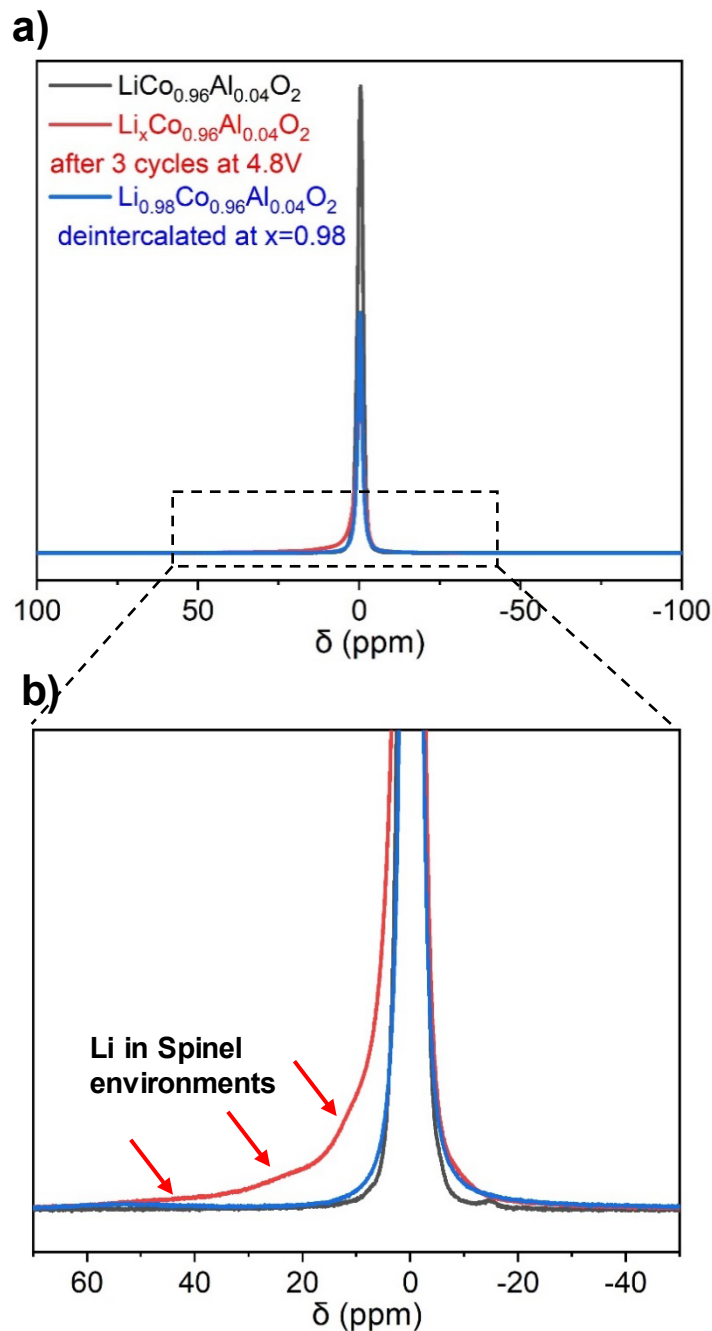 a)
LiCo₀.₉₆Al₀.₀₄O₂
LiₓCo₀.₉₆Al₀.₀₄O₂
after 3 cycles at 4.8V
Li₀.₉₈Co₀.₉₆Al₀.₀₄O₂
deintercalated at x=0.98
100 50 0 -50 -100
δ (ppm)
b)
Li in Spinel
environments
60 40 20 0 -20 -40
δ (ppm)